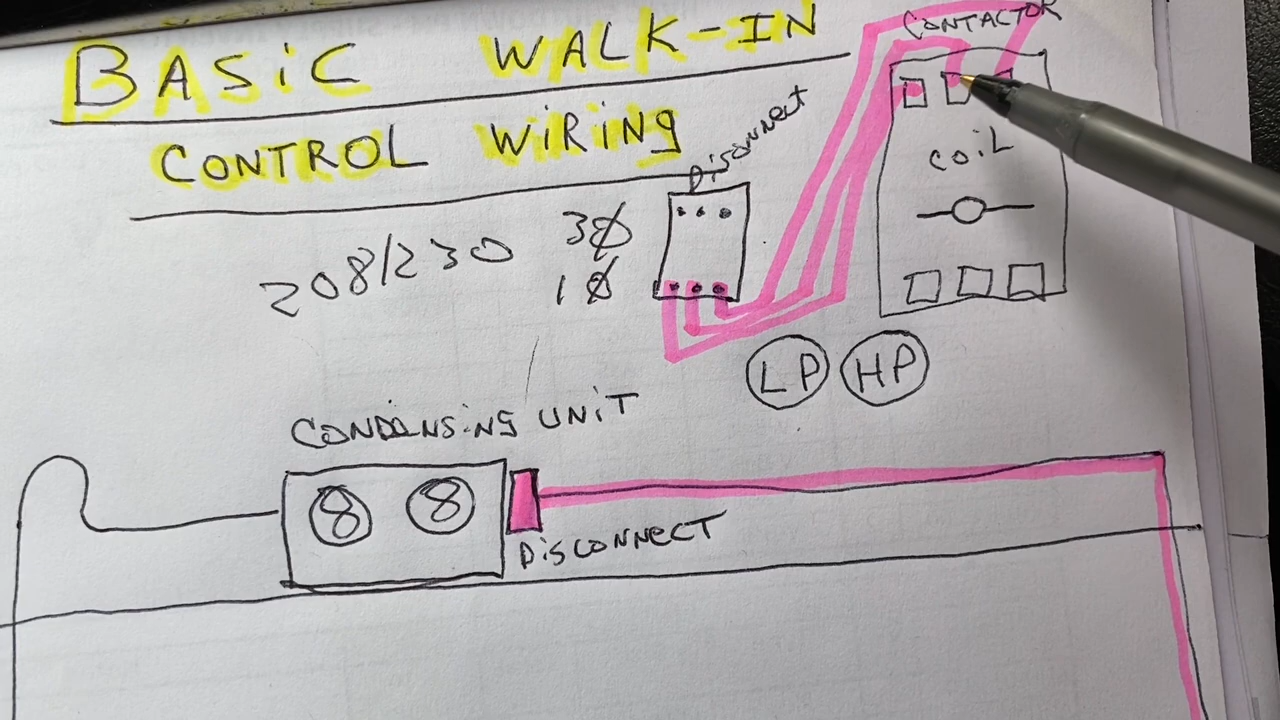 BASIC WALK-IN
CONTROL WIRING
CONTACTOR
DISCONNECT
COIL
208/230
3Ø
1Ø
LP
HP
CONDENSING UNIT
8 8
DISCONNECT